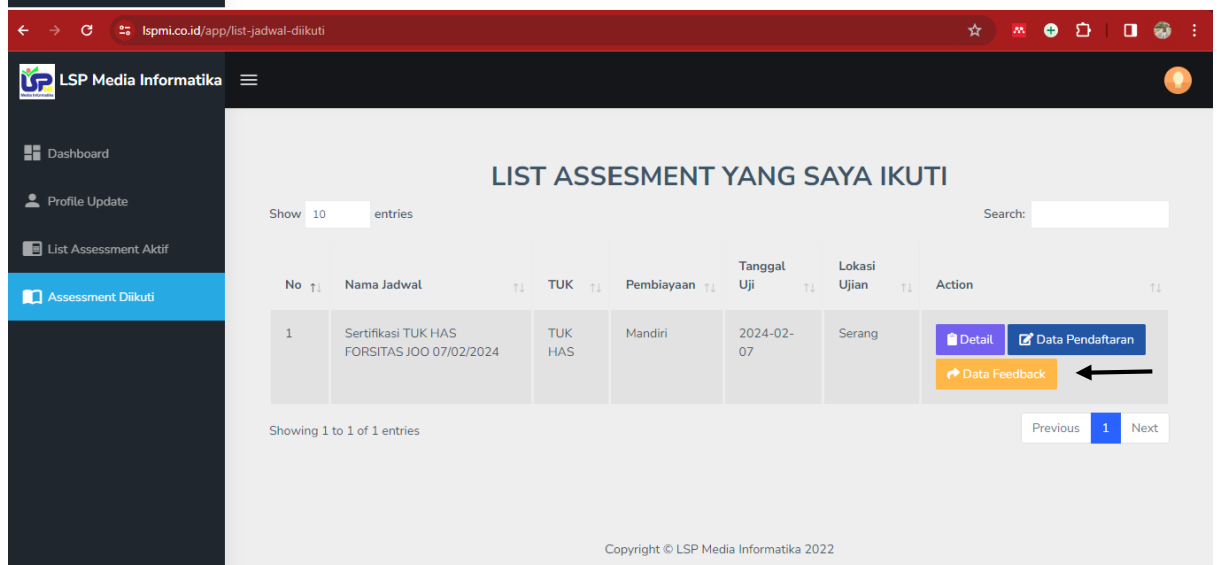 lspmi.co.id/app/list-jadwal-diikuti
LSP Media Informatika
Dashboard
Profile Update
List Assessment Aktif
Assessment Diikuti
LIST ASSESMENT YANG SAYA IKUTI
Show 10 entries
Search:
No Nama Jadwal TUK Pembiayaan Tanggal Uji Lokasi Ujian Action
1 Sertifikasi TUK HAS FORSITAS JOO 07/02/2024 TUK HAS Mandiri 2024-02-07 Serang Detail Data Pendaftaran
Data Feedback
Showing 1 to 1 of 1 entries
Previous 1 Next
Copyright © LSP Media Informatika 2022